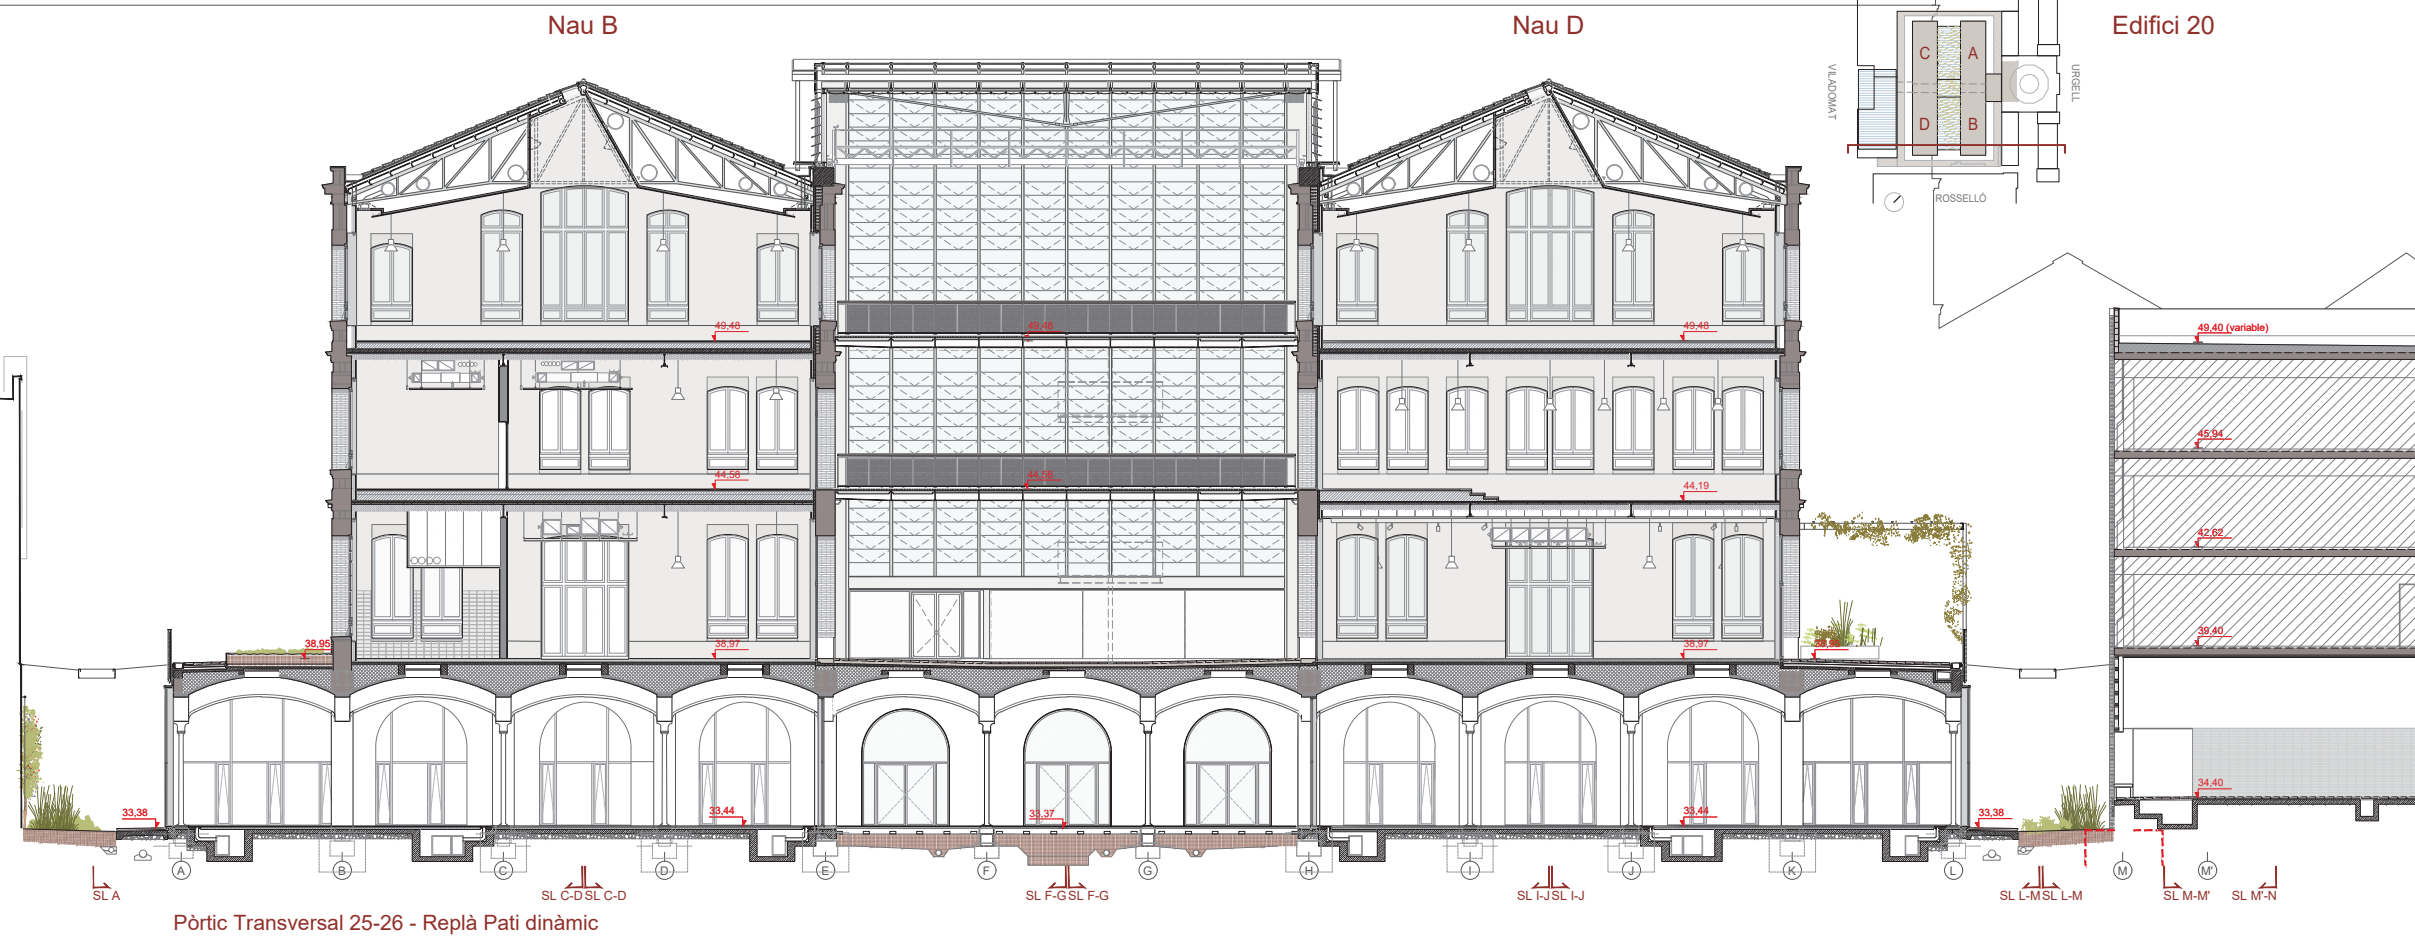 Nau B
Nau D
Edifici 20
C
A
D
B
VILADOMAT
URGELL
ROSSELLÓ
49,48
49,48
49,48
49,40 (variable)
45,94
44,58
44,58
44,19
42,62
39,40
38,95
38,97
38,97
34,40
33,38
33,44
33,37
33,44
33,38
A
B
C
D
E
F
G
H
I
J
K
L
M
M'
SL A
SL C-D SL C-D
SL F-G SL F-G
SL I-J SL I-J
SL L-M SL L-M
SL M-M'
SL M'-N
Pòrtic Transversal 25-26 - Replà Pati dinàmic